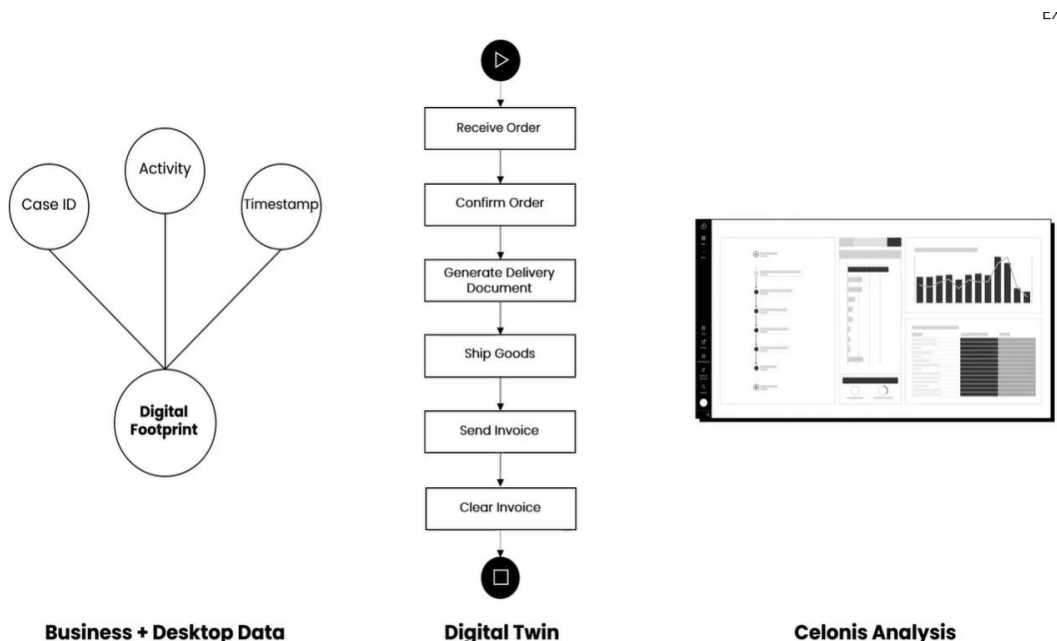 Case ID
Activity
Timestamp
Digital
Footprint
Business + Desktop Data
Receive Order
Confirm Order
Generate Delivery
Document
Ship Goods
Send Invoice
Clear Invoice
Digital Twin
Celonis Analysis